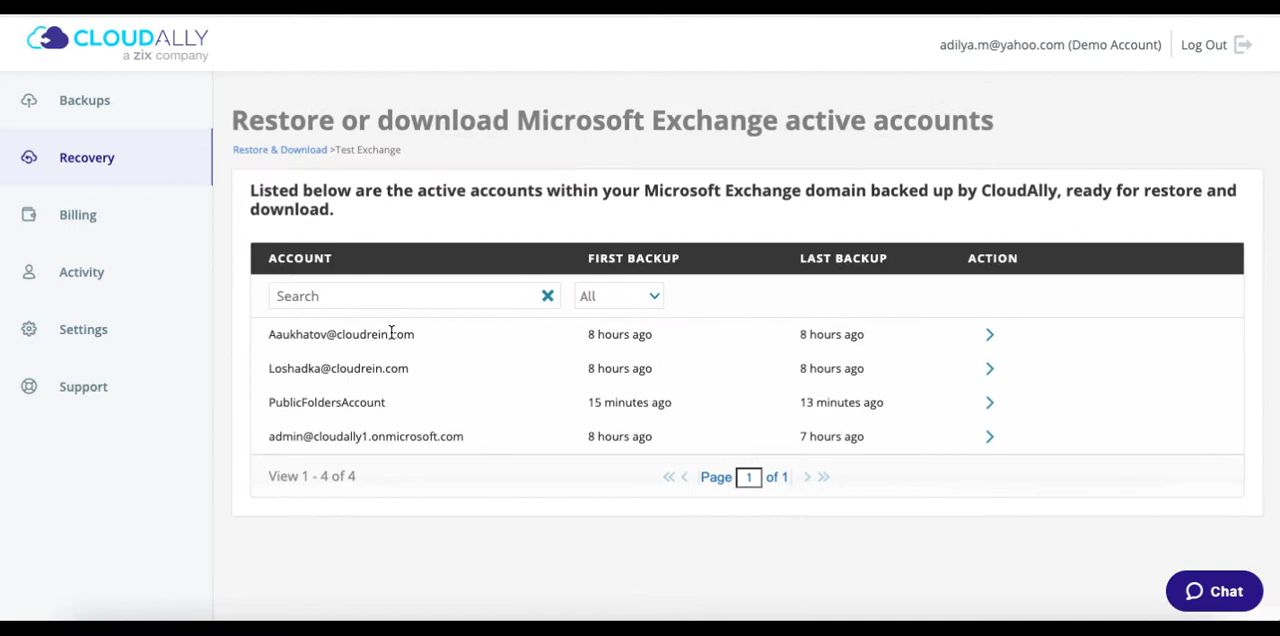 CLOUDALLY
a zix company
adilya.m@yahoo.com (Demo Account)
Log Out
Backups
Recovery
Billing
Activity
Settings
Support
Restore or download Microsoft Exchange active accounts
Restore & Download >Test Exchange
Listed below are the active accounts within your Microsoft Exchange domain backed up by CloudAlly, ready for restore and
download.
ACCOUNT FIRST BACKUP LAST BACKUP ACTION
Search All
Aaukhatov@cloudrein.com 8 hours ago 8 hours ago
Loshadka@cloudrein.com 8 hours ago 8 hours ago
PublicFoldersAccount 15 minutes ago 13 minutes ago
admin@cloudally1.onmicrosoft.com 8 hours ago 7 hours ago
View 1 - 4 of 4 Page 1 of 1
Chat